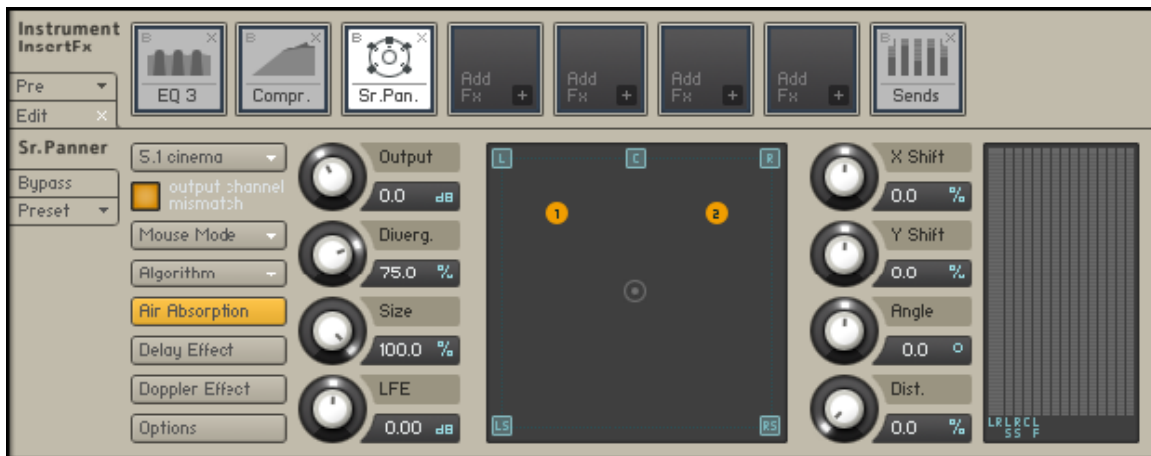 Instrument
InsertFx
Pre
Edit ×
B X
EQ 3
B X
Compr.
B X
Sr.Pan.
Add
Fx +
Add
Fx +
Add
Fx +
Add
Fx +
B X
Sends
Sr.Panner
Bypass
Preset
5.1 cinema
output channel
mismatch
Mouse Mode
Algorithm
Air Absorption
Delay Effect
Doppler Effect
Options
Output
0.0 dB
Diverg.
75.0 %
Size
100.0 %
LFE
0.00 dB
L C R
1 2
LS RS
X Shift
0.0 %
Y Shift
0.0 %
Angle
0.0 °
Dist.
0.0 %
LRLRCL
SS F